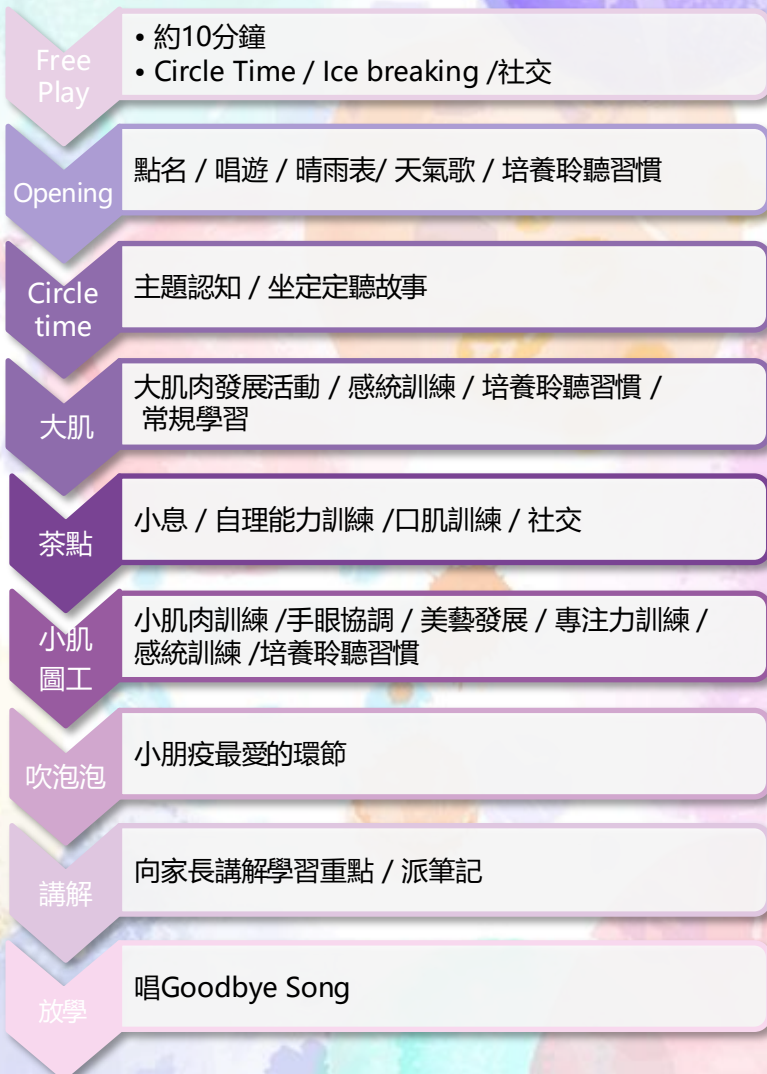 Free
Play
• 約10分鐘
• Circle Time / Ice breaking /社交
Opening
點名 / 唱遊 / 晴雨表/ 天氣歌 / 培養聆聽習慣
Circle
time
主題認知 / 坐定定聽故事
大肌
大肌肉發展活動 / 感統訓練 / 培養聆聽習慣 /
常規學習
茶點
小息 / 自理能力訓練 /口肌訓練 / 社交
小肌
圖工
小肌肉訓練 /手眼協調 / 美藝發展 / 專注力訓練 /
感統訓練 /培養聆聽習慣
吹泡泡
小朋疫最愛的環節
講解
向家長講解學習重點 / 派筆記
放學
唱Goodbye Song